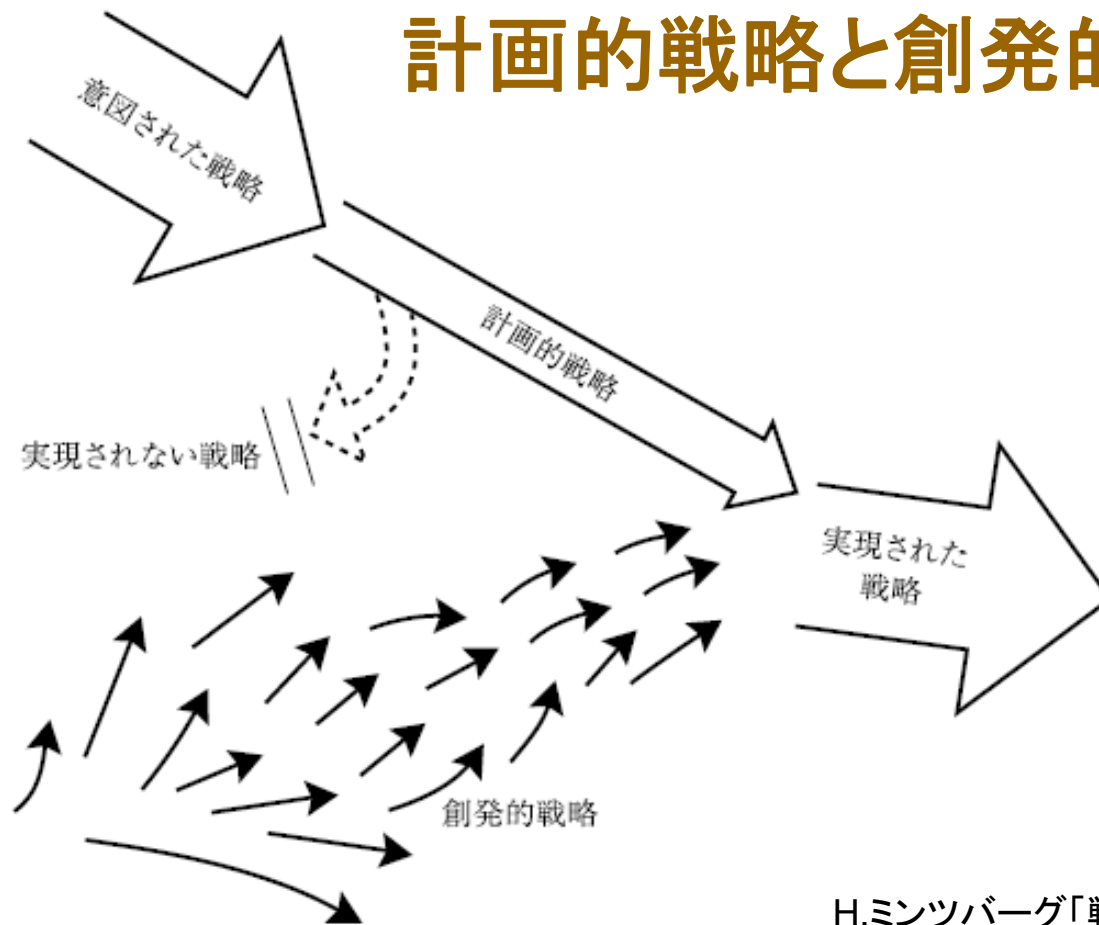 計画的戦略と創発的
意図された戦略
計画的戦略
実現されない戦略
実現された
戦略
創発的戦略
H.ミンツバーグ「戦